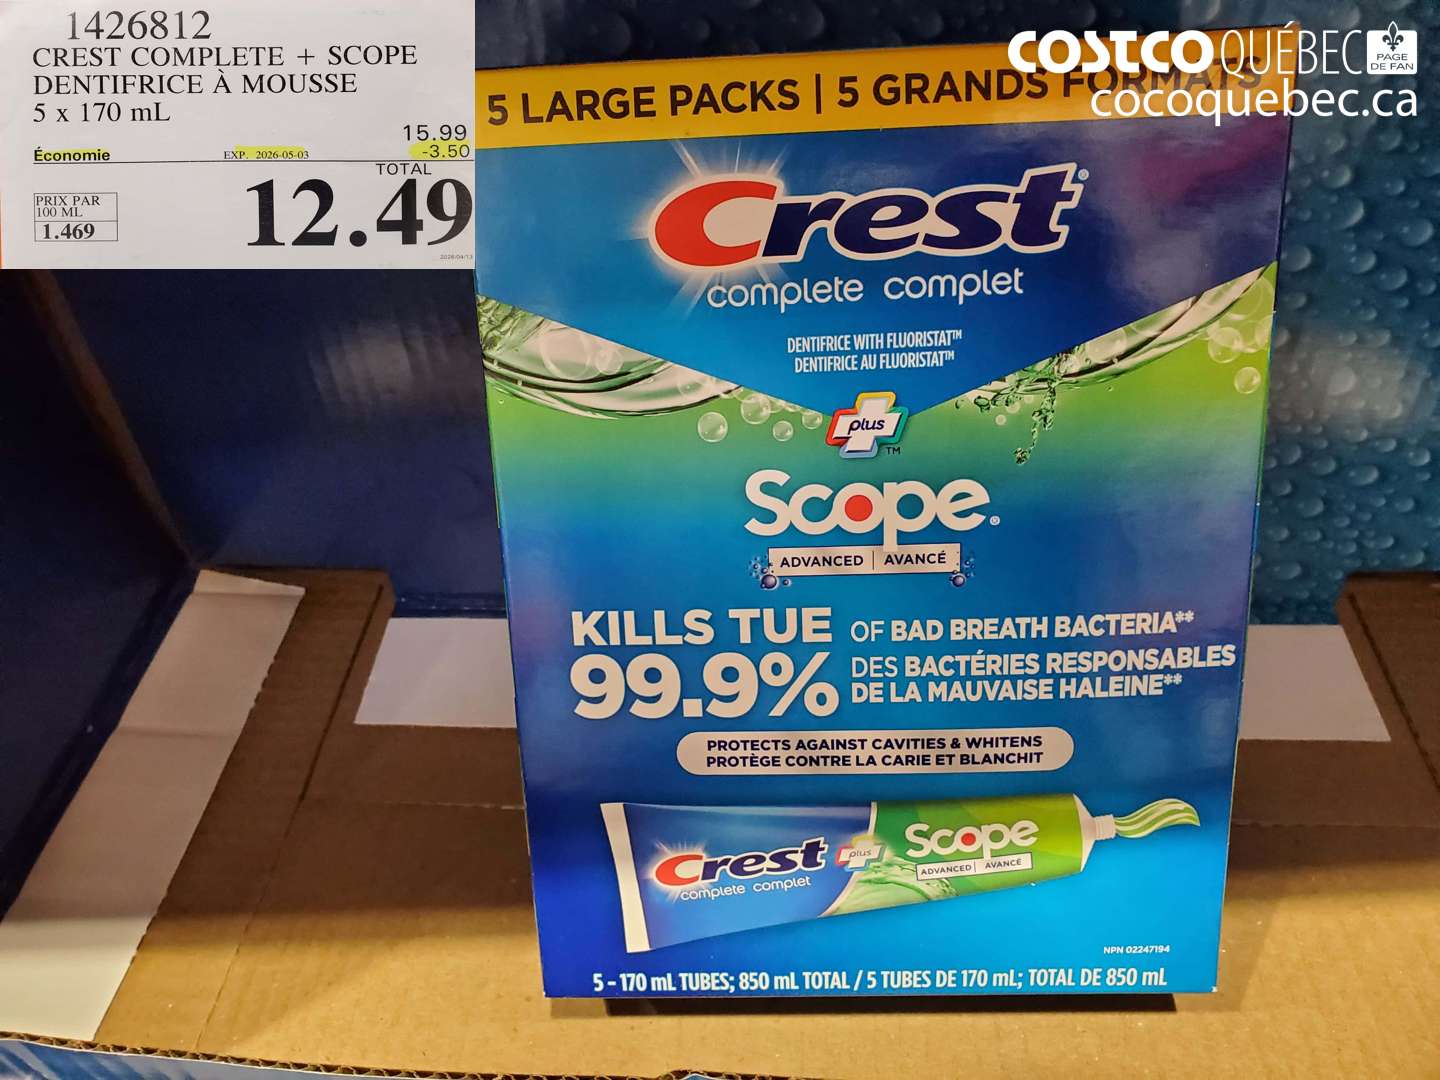 1426812
CREST COMPLETE + SCOPE
DENTIFRICE À MOUSSE
5 x 170 mL
15.99
Économie EXP. 2026-05-03 -3.50
TOTAL
12.49
PRIX PAR
100 ML
1.469
2026/04/13
COSTCO QUÉBEC PAGE DE FAN
cocoquebec.ca
5 LARGE PACKS | 5 GRANDS FORMATS
Crest®
complete complet
DENTIFRICE WITH FLUORISTAT™
DENTIFRICE AU FLUORISTAT™
plus™
Scope®
ADVANCED | AVANCÉ
KILLS TUE OF BAD BREATH BACTERIA**
99.9% DES BACTÉRIES RESPONSABLES
DE LA MAUVAISE HALEINE**
PROTECTS AGAINST CAVITIES & WHITENS
PROTÈGE CONTRE LA CARIE ET BLANCHIT
Crest plus Scope
complete complet ADVANCED | AVANCÉ
NPN 02247194
5 - 170 mL TUBES; 850 mL TOTAL / 5 TUBES DE 170 mL; TOTAL DE 850 mL